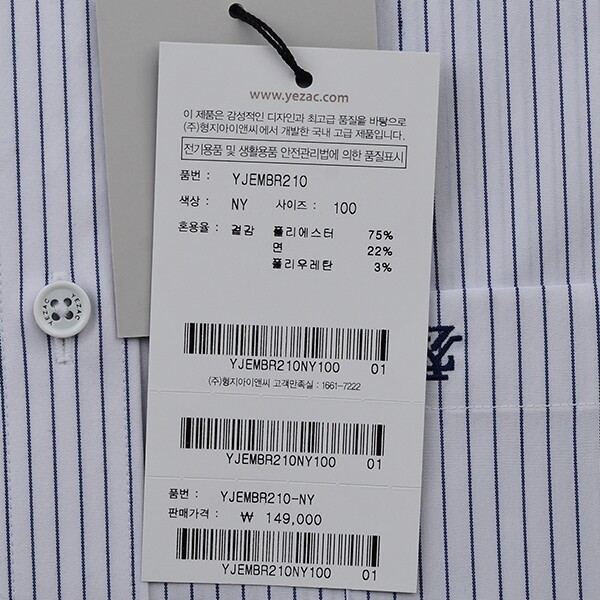 www.yezac.com
이 제품은 감성적인 디자인과 최고급 품질을 바탕으로
(주)형지아이앤씨에서 개발한 국내 고급 제품입니다.
전기용품 및 생활용품 안전관리법에 의한 품질표시
품번 : YJEMBR210
색상 : NY 사이즈 : 100
혼용율 : 겉감 폴리에스터 75%
면 22%
폴리우레탄 3%
YEZAC YEZAC
YJEMBR210NY100 01
(주)형지아이앤씨 고객만족실 : 1661-7222
YJEMBR210NY100 01
품번 : YJEMBR210-NY
판매가격 : ₩ 149,000
YJEMBR210NY100 01